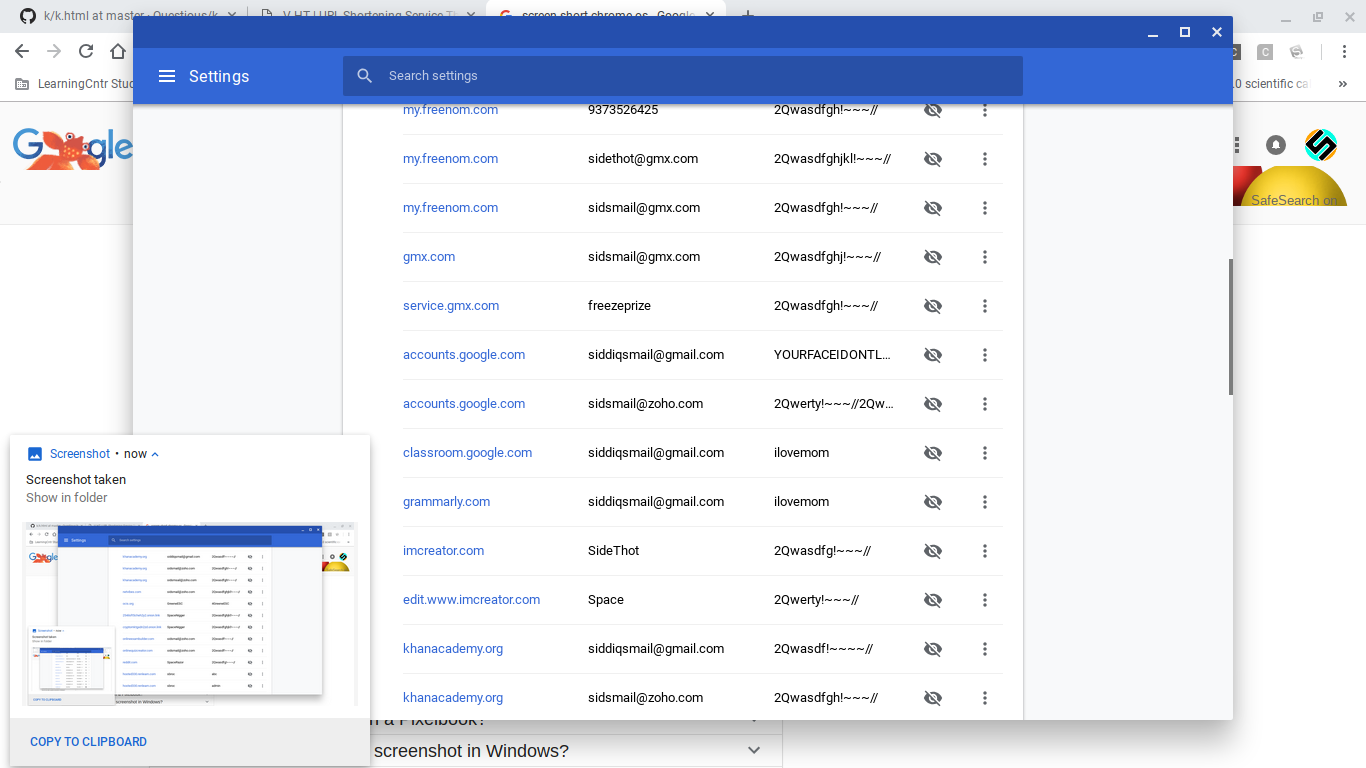 k/k.html at master · Questious/k
V.HT | URL Shortening Service T
screen short chrome os - Google
LearningCntr Stud
.0 scientific ca
Settings
Search settings
Google
SafeSearch on
my.freenom.com 9373526425 2Qwasdfgh!~~~//
my.freenom.com sidethot@gmx.com 2Qwasdfghjkl!~~~//
my.freenom.com sidsmail@gmx.com 2Qwasdfgh!~~~//
gmx.com sidsmail@gmx.com 2Qwasdfghj!~~~//
service.gmx.com freezeprize 2Qwasdfgh!~~~//
accounts.google.com siddiqsmail@gmail.com YOURFACEIDONTL...
accounts.google.com sidsmail@zoho.com 2Qwerty!~~~//2Qw...
classroom.google.com siddiqsmail@gmail.com ilovemom
grammarly.com siddiqsmail@gmail.com ilovemom
imcreator.com SideThot 2Qwasdfg!~~~//
edit.www.imcreator.com Space 2Qwerty!~~~//
khanacademy.org siddiqsmail@gmail.com 2Qwasdf!~~~~//
khanacademy.org sidsmail@zoho.com 2Qwasdfgh!~~~//
Screenshot • now
Screenshot taken
Show in folder
COPY TO CLIPBOARD
n a Pixelbook?
screenshot in Windows?